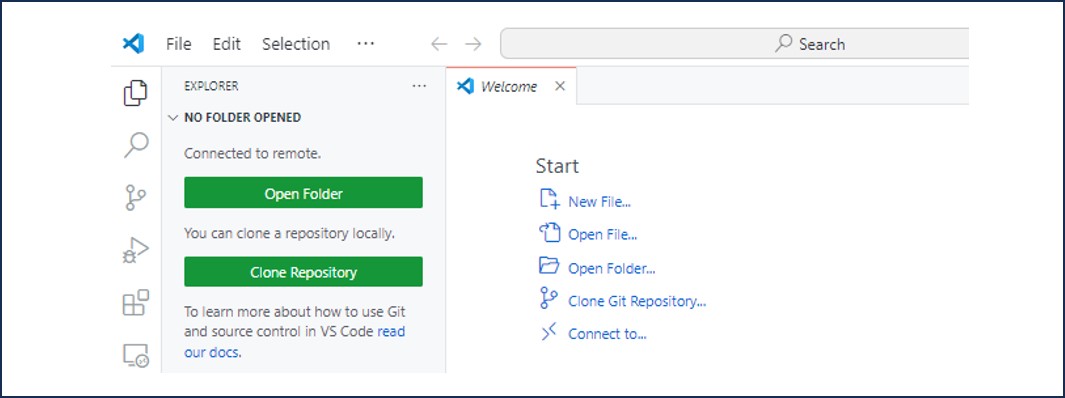 File Edit Selection ··· Search
EXPLORER ···
Welcome
NO FOLDER OPENED
Connected to remote.
Open Folder
You can clone a repository locally.
Clone Repository
To learn more about how to use Git
and source control in VS Code read
our docs.
Start
New File...
Open File...
Open Folder...
Clone Git Repository...
Connect to...